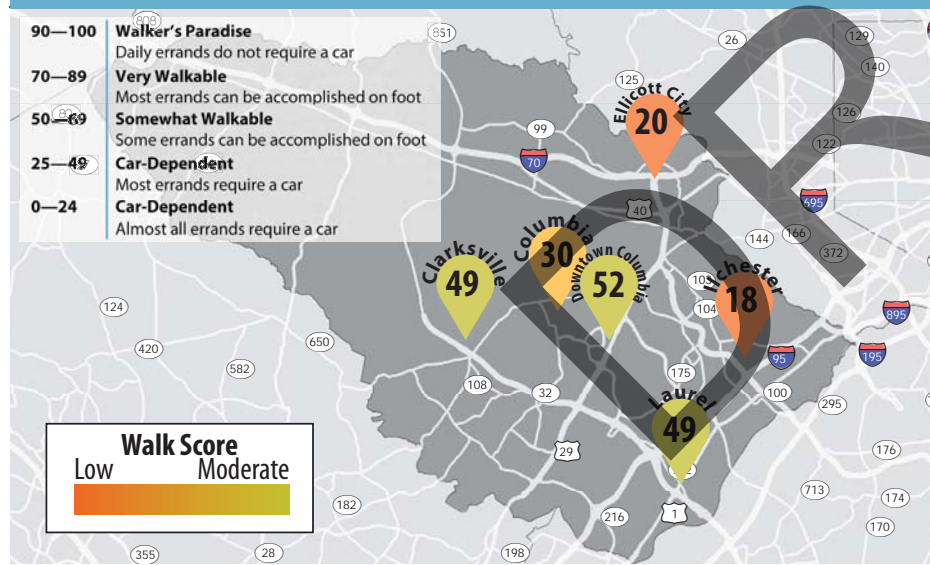 90—100 Walker's Paradise
Daily errands do not require a car
70—89 Very Walkable
Most errands can be accomplished on foot
50—69 Somewhat Walkable
Some errands can be accomplished on foot
25—49 Car-Dependent
Most errands require a car
0—24 Car-Dependent
Almost all errands require a car
808
851
26
129
140
125
Ellicott City
20
126
99
122
70
695
40
166
144
372
Columbia
30
Clarksville
49
Downtown Columbia
52
Ilchester
18
103
104
124
895
650
95
195
420
582
175
108
32
100
295
Laurel
49
29
176
Walk Score
Low Moderate
713
174
182
216
1
170
355
28
198
DR